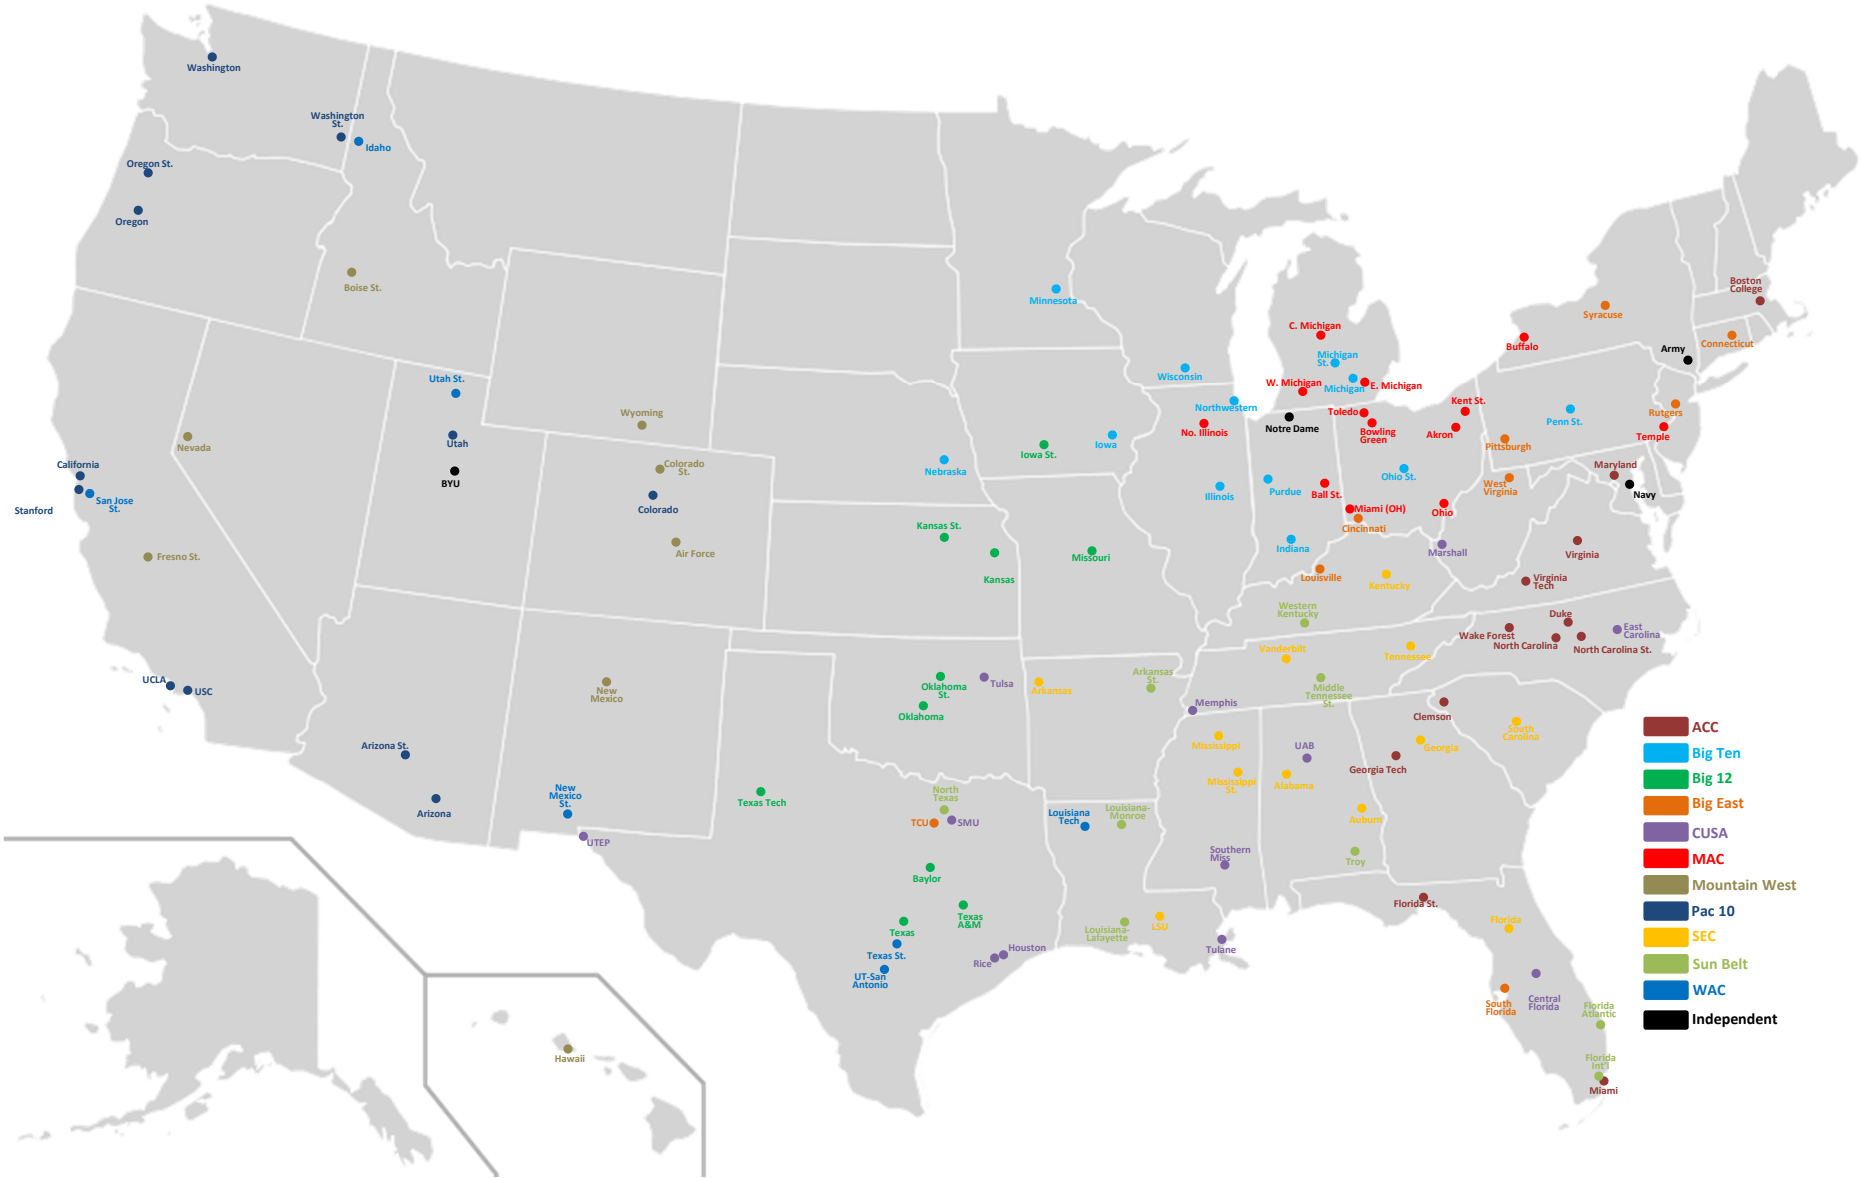 Washington
Washington
St.
Idaho
Oregon St.
Oregon
Boise St.
Minnesota
Boston
College
Syracuse
Connecticut
C. Michigan
Buffalo
Army
Michigan
St.
Wisconsin
Utah St.
W. Michigan
Michigan
E. Michigan
Northwestern
Kent St.
Wyoming
Toledo
Rutgers
Penn St.
Notre Dame
No. Illinois
Bowling
Green
Akron
Temple
Nevada
Utah
Iowa St.
Iowa
Pittsburgh
California
Colorado
St.
Nebraska
Ohio St.
Maryland
BYU
West
Virginia
San Jose
St.
Illinois
Purdue
Ball St.
Navy
Stanford
Colorado
Miami (OH)
Ohio
Kansas St.
Cincinnati
Fresno St.
Air Force
Indiana
Marshall
Virginia
Missouri
Kansas
Louisville
Kentucky
Virginia
Tech
Western
Kentucky
Duke
East
Carolina
Wake Forest
North Carolina
North Carolina St.
Vanderbilt
Tennessee
UCLA
USC
New
Mexico
Oklahoma
St.
Tulsa
Arkansas
Arkansas
St.
Middle
Tennessee
St.
Oklahoma
Memphis
Clemson
Arizona St.
Mississippi
UAB
Georgia
South
Carolina
ACC
Big Ten
Georgia Tech
Mississippi
St.
Alabama
Big 12
New
Mexico
St.
Texas Tech
North
Texas
Big East
Arizona
Louisiana
Tech
Louisiana-
Monroe
Auburn
TCU
SMU
CUSA
UTEP
Southern
Miss
Troy
MAC
Baylor
Mountain West
Florida St.
Pac 10
Texas
A&M
Texas
Louisiana-
Lafayette
LSU
Florida
SEC
Texas St.
Houston
Rice
Tulane
Sun Belt
UT-San
Antonio
WAC
South
Florida
Central
Florida
Florida
Atlantic
Independent
Hawaii
Florida
Int'l
Miami